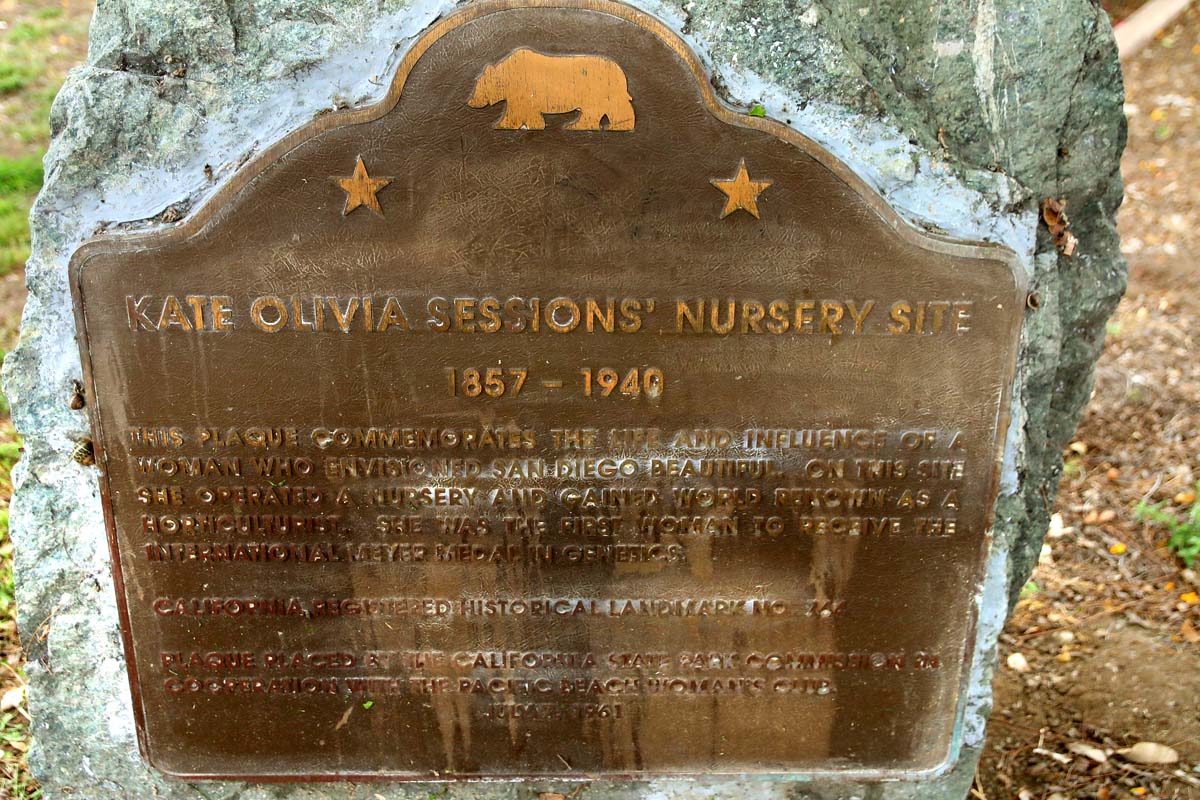 KATE OLIVIA SESSIONS' NURSERY SITE
1857 - 1940
THIS PLAQUE COMMEMORATES THE LIFE AND INFLUENCE OF A
WOMAN WHO ENVISIONED SAN DIEGO BEAUTIFUL. ON THIS SITE
SHE OPERATED A NURSERY AND GAINED WORLD RENOWN AS A
HORTICULTURIST. SHE WAS THE FIRST WOMAN TO RECEIVE THE
INTERNATIONAL MEYER MEDAL IN GENETICS.
CALIFORNIA REGISTERED HISTORICAL LANDMARK NO.
PLAQUE PLACED BY THE CALIFORNIA STATE PARK COMMISSION IN
COOPERATION WITH THE PACIFIC BEACH WOMAN'S CLUB.
JULY 1961